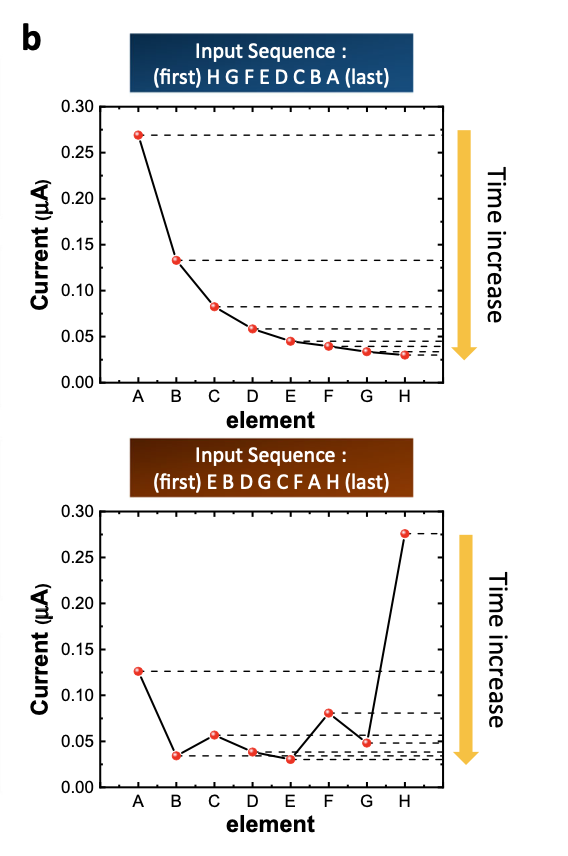 b
Input Sequence :
(first) H G F E D C B A (last)
0.30
0.25
0.20
0.15
0.10
0.05
0.00
Current (μA)
A B C D E F G H
element
Time increase
Input Sequence :
(first) E B D G C F A H (last)
0.30
0.25
0.20
0.15
0.10
0.05
0.00
Current (μA)
A B C D E F G H
element
Time increase